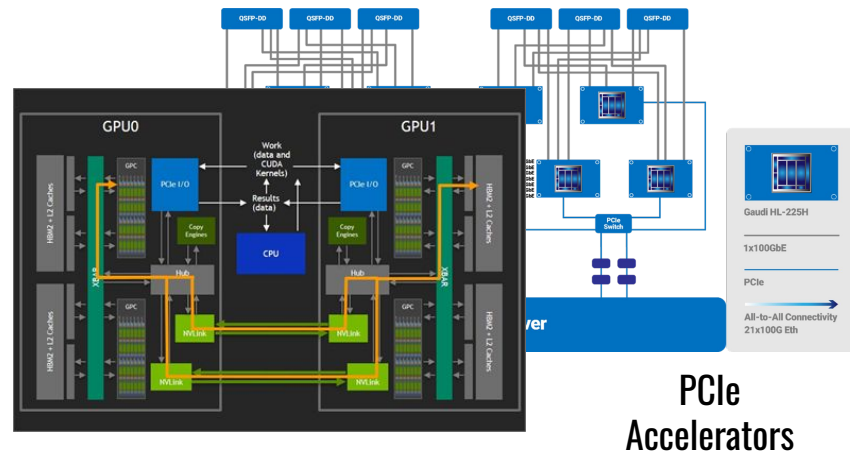 QSFP-DD QSFP-DD QSFP-DD QSFP-DD QSFP-DD QSFP-DD
GPU0
GPU1
Work
(data and
CUDA
Kernels)
Results
(data)
CPU
HBM2 + L2 Caches
HBM2 + L2 Caches
XBAR
GPC
GPC
PCIe I/O
Copy
Engines
Hub
NVLink
NVLink
PCIe I/O
Copy
Engines
Hub
NVLink
NVLink
GPC
GPC
XBAR
HBM2 + L2 Caches
HBM2 + L2 Caches
PCIe
Switch
ver
Gaudi HL-225H
1x100GbE
PCIe
All-to-All Connectivity
21x100G Eth
PCIe
Accelerators